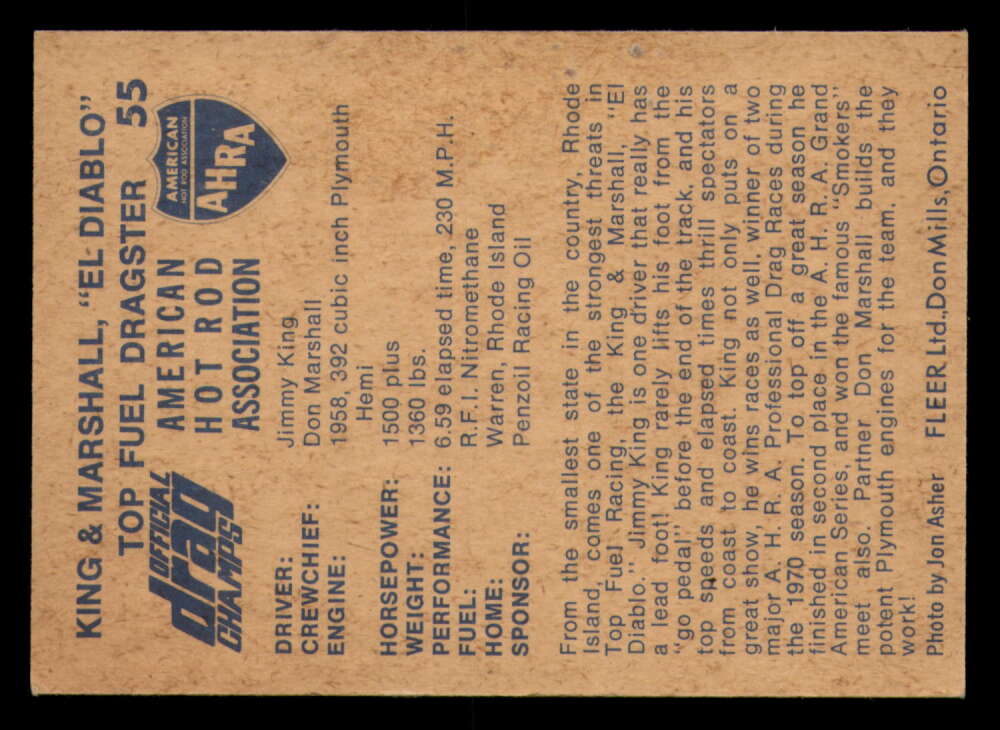 KING & MARSHALL, "EL DIABLO"
TOP FUEL DRAGSTER 55
OFFICIAL
drag
CHAMPS
AMERICAN
HOT ROD
ASSOCIATION
AMERICAN
HOT ROD ASSOCIATION
AHRA
DRIVER: Jimmy King
CREWCHIEF: Don Marshall
ENGINE: 1958, 392 cubic inch Plymouth
Hemi
HORSEPOWER: 1500 plus
WEIGHT: 1360 lbs.
PERFORMANCE: 6.59 elapsed time, 230 M.P.H.
FUEL: R.F.I. Nitromethane
HOME: Warren, Rhode Island
SPONSOR: Penzoil Racing Oil
From the smallest state in the country, Rhode
Island, comes one of the strongest threats in
Top Fuel Racing, the King & Marshall, "El
Diablo." Jimmy King is one driver that really has
a lead foot! King rarely lifts his foot from the
"go pedal," before the end of the track, and his
top speeds and elapsed times thrill spectators
from coast to coast. King not only puts on a
great show, he wins races as well, winner of two
major A. H. R. A. Professional Drag Races during
the 1970 season. To top off a great season he
finished in second place in the A. H. R. A. Grand
American Series, and won the famous "Smokers"
meet also. Partner Don Marshall builds the
potent Plymouth engines for the team, and they
work!
Photo by Jon Asher FLEER Ltd., Don Mills, Ontario